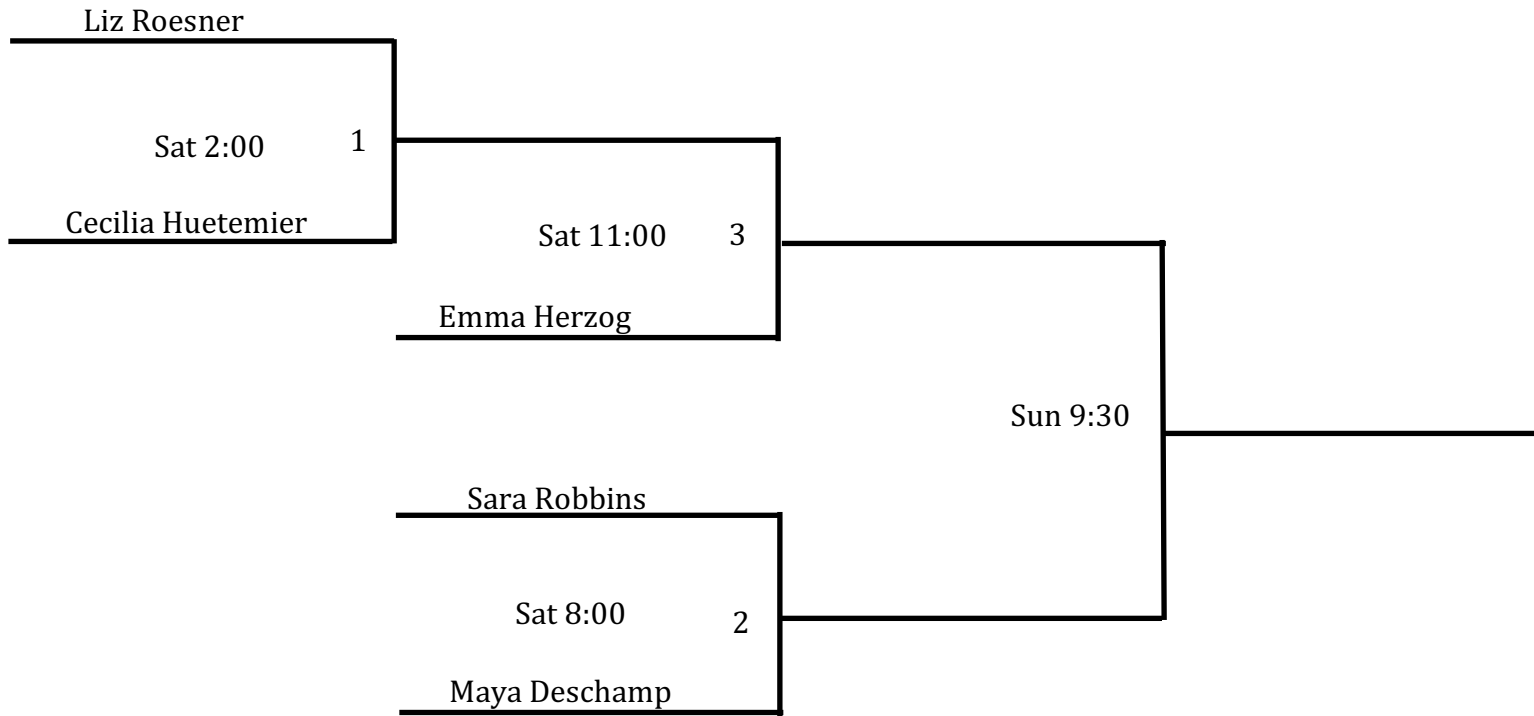 Liz Roesner
Sat 2:00
1
Cecilia Huetemier
Sat 11:00
3
Emma Herzog
Sun 9:30
Sara Robbins
Sat 8:00
2
Maya Deschamp